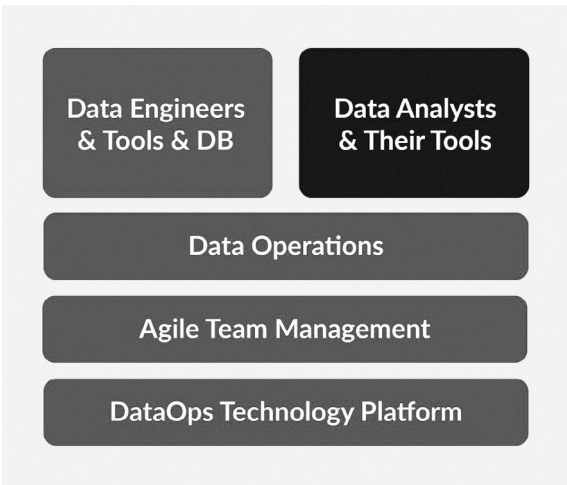 Data Engineers
& Tools & DB
Data Analysts
& Their Tools
Data Operations
Agile Team Management
DataOps Technology Platform